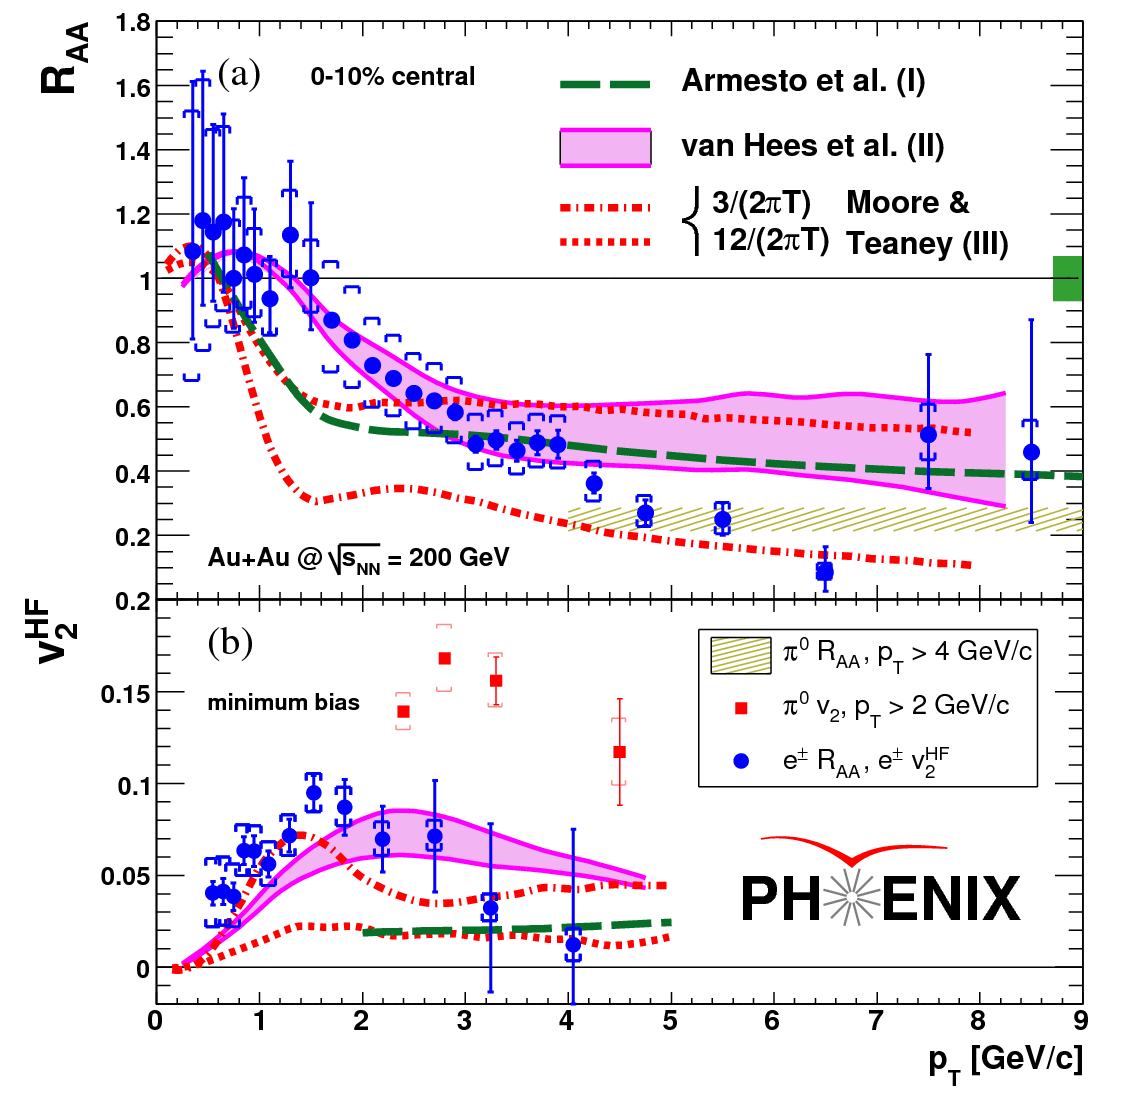 1.8
R_AA
(a)
0-10% central
Armesto et al. (I)
1.6
van Hees et al. (II)
1.4
3/(2πT) Moore &
12/(2πT) Teaney (III)
1.2
1
0.8
0.6
0.4
0.2
Au+Au @ √s_NN = 200 GeV
0.2
v_2^HF
(b)
minimum bias
π^0 R_AA, p_T > 4 GeV/c
π^0 v_2, p_T > 2 GeV/c
e^± R_AA, e^± v_2^HF
0.15
0.1
0.05
0
PHENIX
0 1 2 3 4 5 6 7 8 9
p_T [GeV/c]